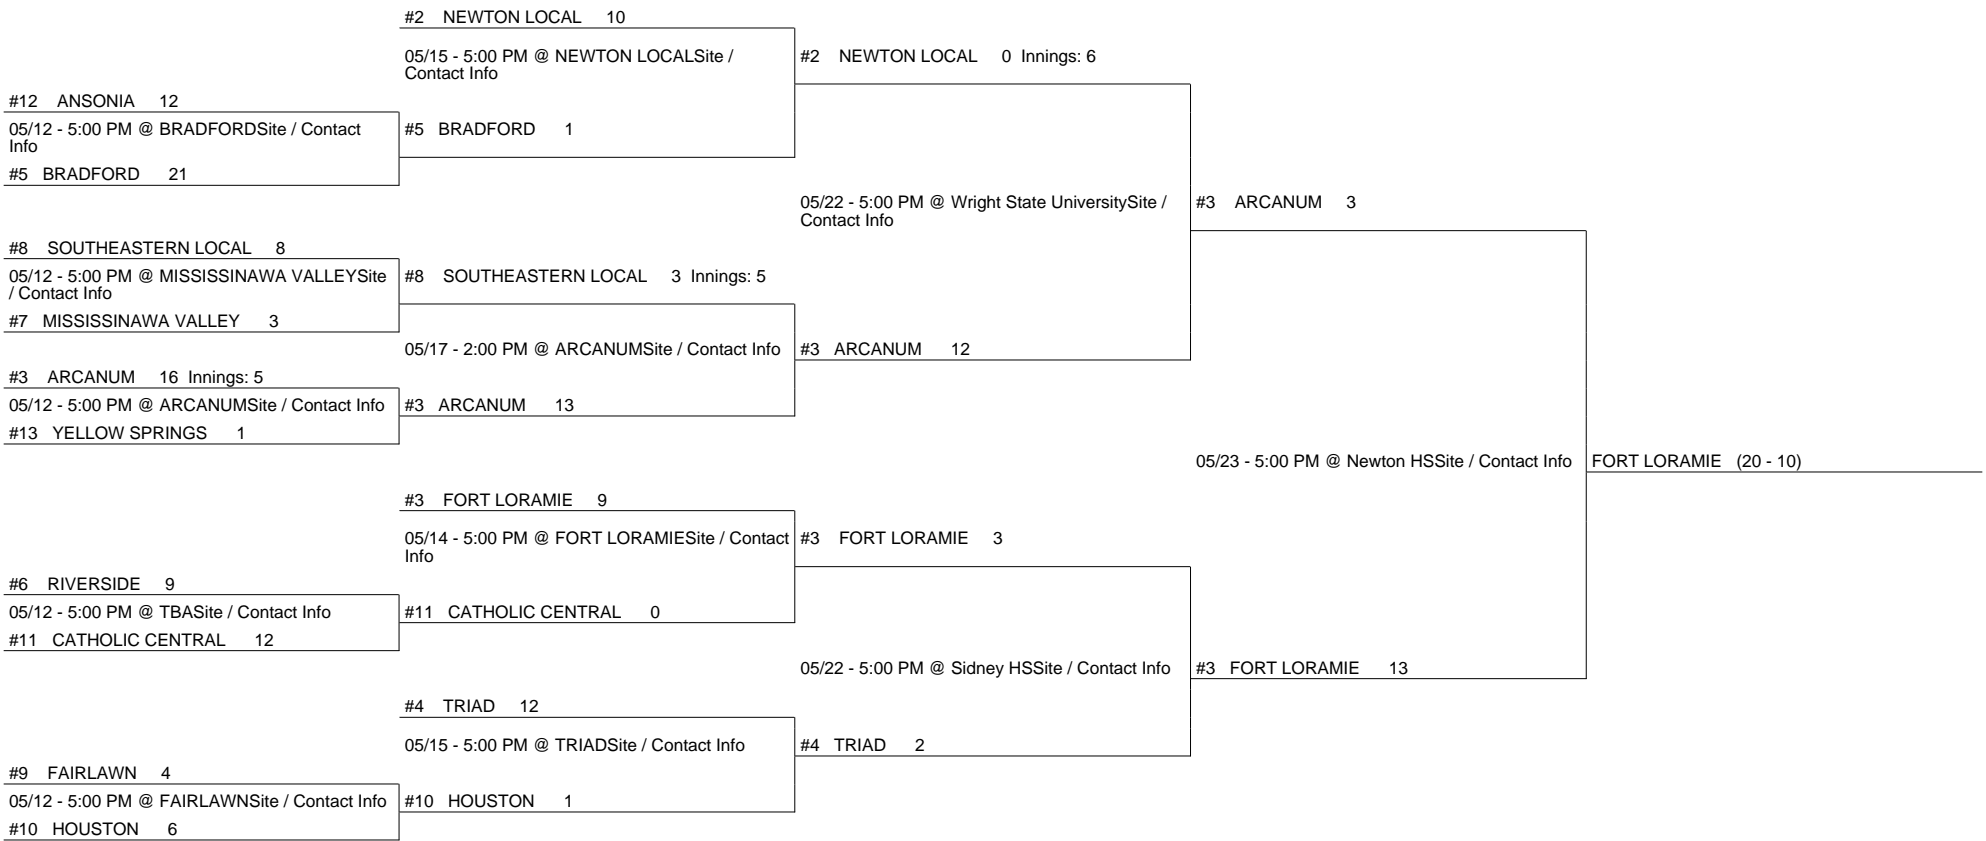 #2 NEWTON LOCAL 10
05/15 - 5:00 PM @ NEWTON LOCALSite /
Contact Info
#2 NEWTON LOCAL 0 Innings: 6
#12 ANSONIA 12
05/12 - 5:00 PM @ BRADFORDSite / Contact
Info
#5 BRADFORD 1
#5 BRADFORD 21
05/22 - 5:00 PM @ Wright State UniversitySite /
Contact Info
#3 ARCANUM 3
#8 SOUTHEASTERN LOCAL 8
05/12 - 5:00 PM @ MISSISSINAWA VALLEYSite
/ Contact Info
#8 SOUTHEASTERN LOCAL 3 Innings: 5
#7 MISSISSINAWA VALLEY 3
05/17 - 2:00 PM @ ARCANUMSite / Contact Info
#3 ARCANUM 12
#3 ARCANUM 16 Innings: 5
05/12 - 5:00 PM @ ARCANUMSite / Contact Info
#3 ARCANUM 13
#13 YELLOW SPRINGS 1
05/23 - 5:00 PM @ Newton HSSite / Contact Info
FORT LORAMIE (20 - 10)
#3 FORT LORAMIE 9
05/14 - 5:00 PM @ FORT LORAMIESite / Contact
Info
#3 FORT LORAMIE 3
#6 RIVERSIDE 9
05/12 - 5:00 PM @ TBASite / Contact Info
#11 CATHOLIC CENTRAL 0
#11 CATHOLIC CENTRAL 12
05/22 - 5:00 PM @ Sidney HSSite / Contact Info
#3 FORT LORAMIE 13
#4 TRIAD 12
05/15 - 5:00 PM @ TRIADSite / Contact Info
#4 TRIAD 2
#9 FAIRLAWN 4
05/12 - 5:00 PM @ FAIRLAWNSite / Contact Info
#10 HOUSTON 1
#10 HOUSTON 6